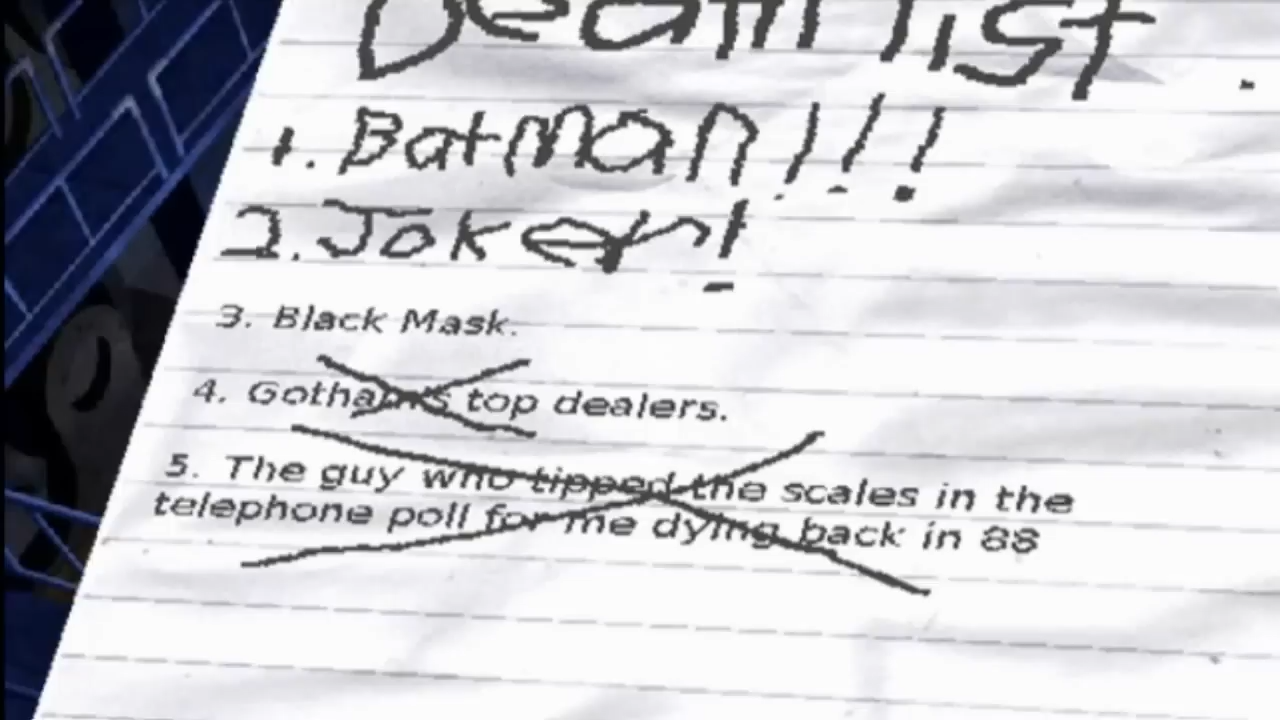 Death list.
1. Batman!!!
2. Joker!
3. Black Mask.
4. Gotham's top dealers.
5. The guy who tipped the scales in the
telephone poll for me dying back in 88